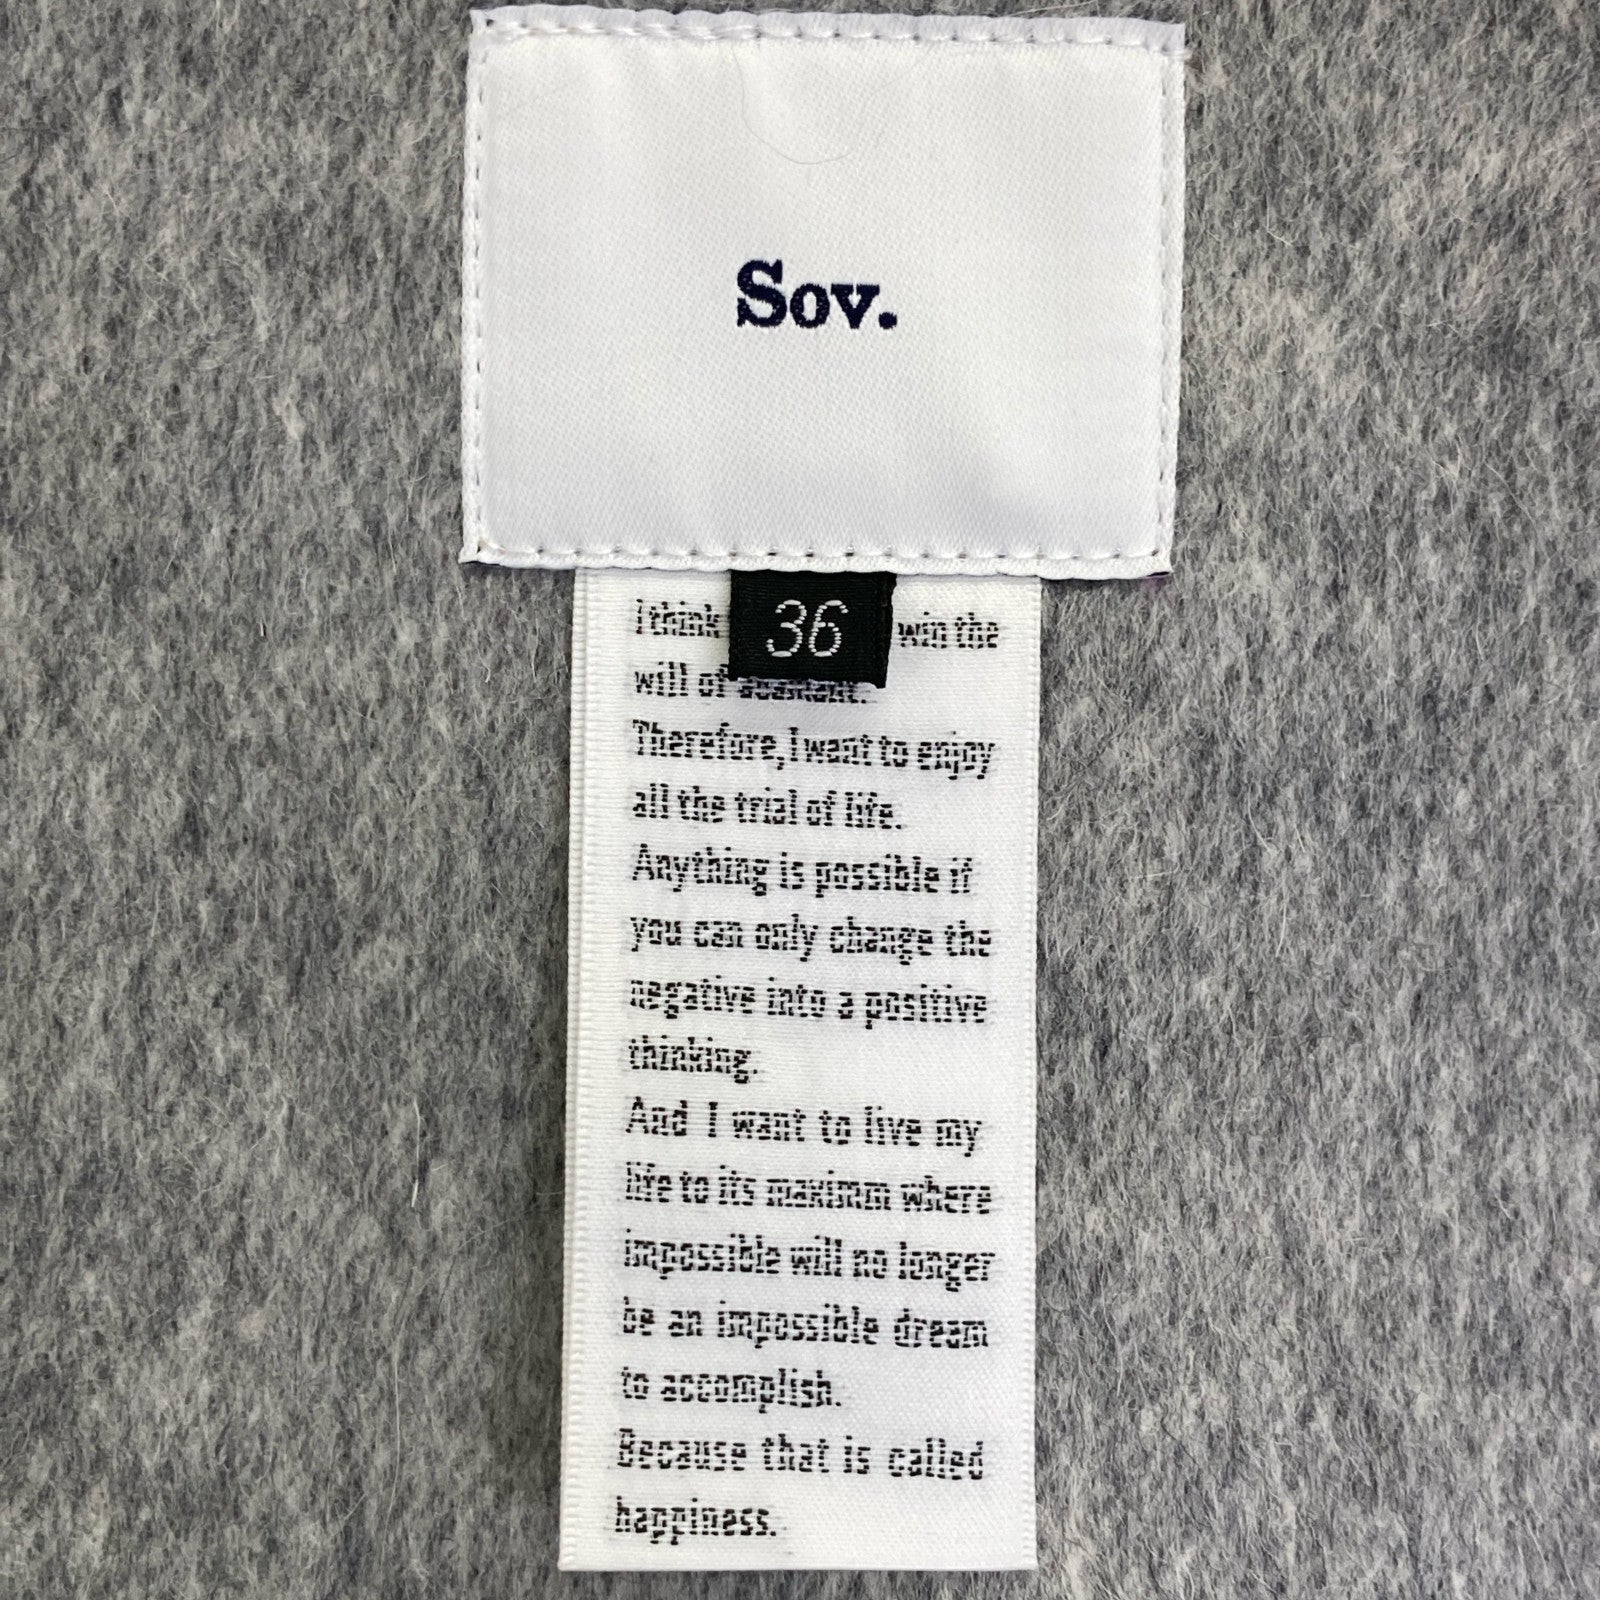 Sov.
36
I think win the
will of
Therefore, I want to enjoy
all the trial of life.
Anything is possible if
you can only change the
negative into a positive
thinking.
And I want to live my
life to its maximm where
impossible will no longer
be an impossible dream
to accomplish.
Because that is called
happiness.